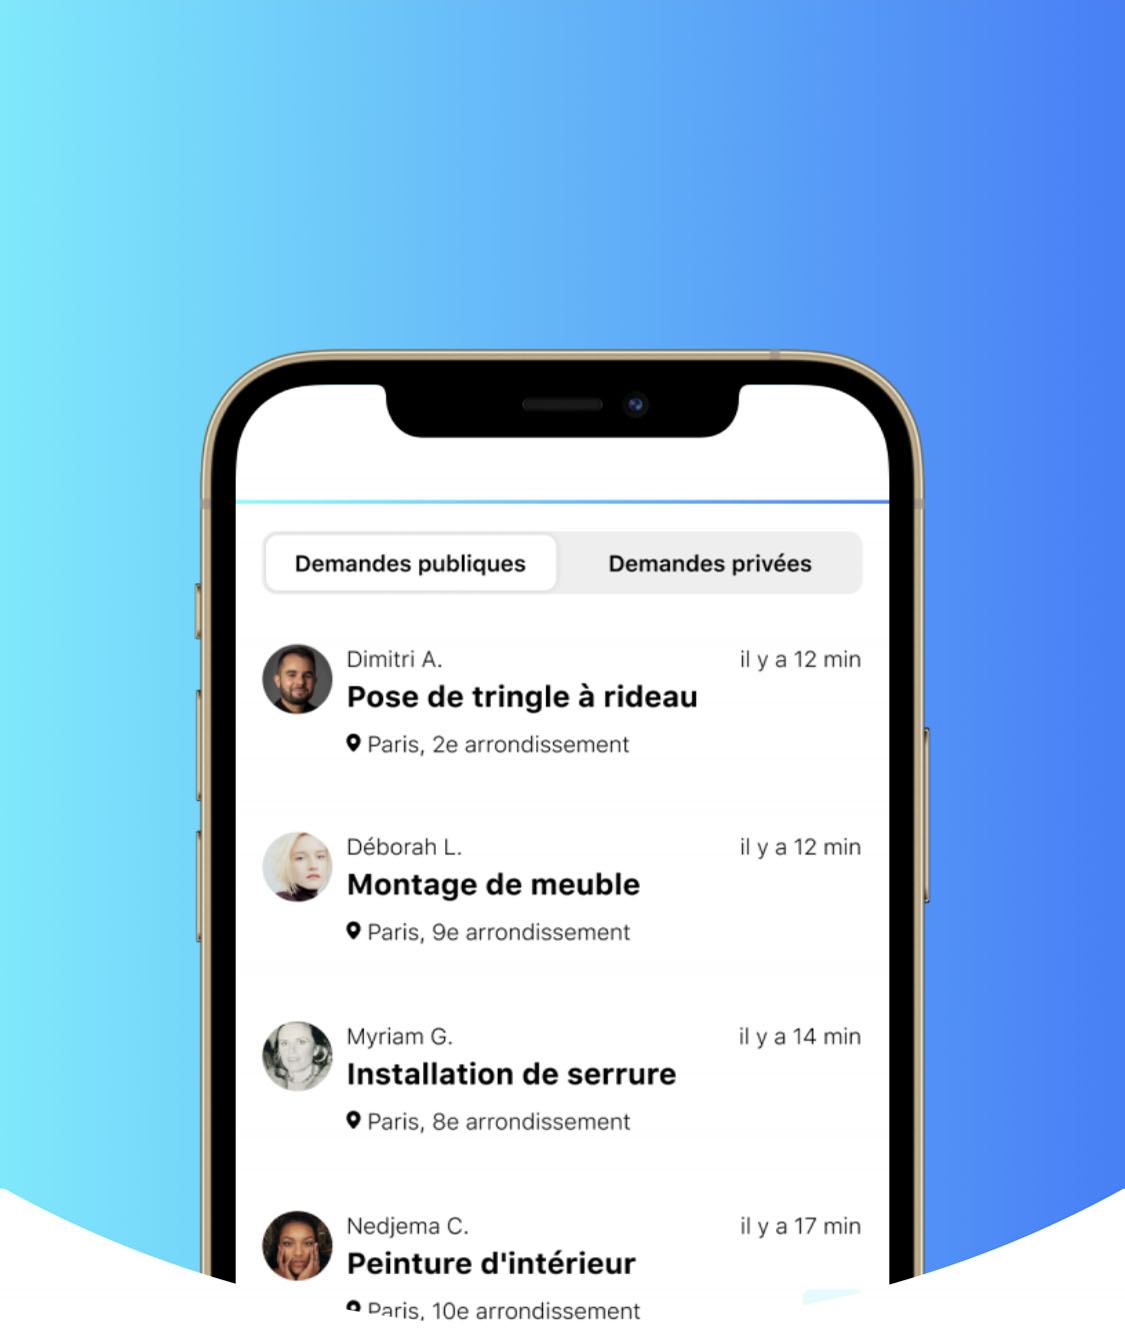 Demandes publiques
Demandes privées
Dimitri A.
il y a 12 min
Pose de tringle à rideau
Paris, 2e arrondissement
Déborah L.
il y a 12 min
Montage de meuble
Paris, 9e arrondissement
Myriam G.
il y a 14 min
Installation de serrure
Paris, 8e arrondissement
Nedjema C.
il y a 17 min
Peinture d'intérieur
Paris, 10e arrondissement